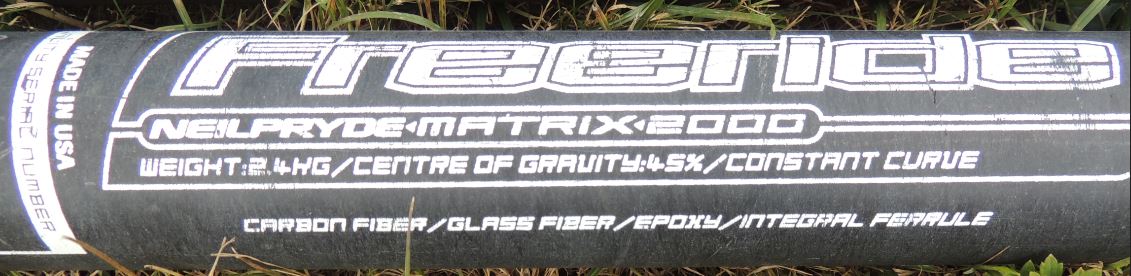 Freeride
NEILPRYDE MATRIX 2000
WEIGHT:2.4KG/CENTRE OF GRAVITY:45%/CONSTANT CURVE
CARBON FIBER/GLASS FIBER/EPOXY/INTEGRAL FERRULE
MADE IN USA
SERIAL NUMBER